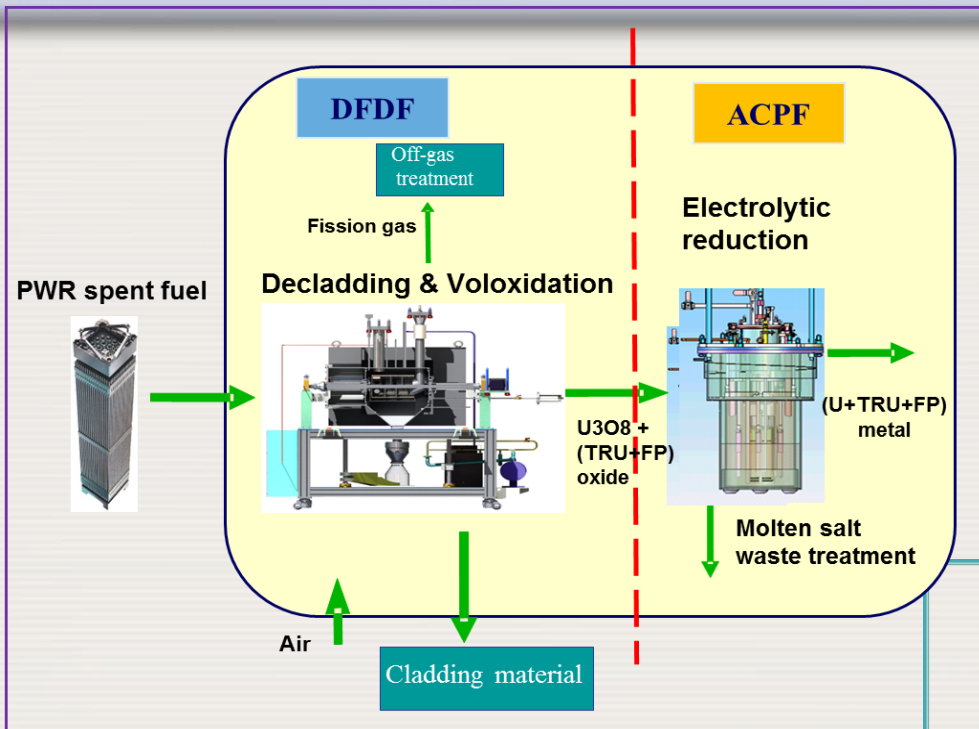 DFDF
ACPF
Off-gas
treatment
Fission gas
Electrolytic
reduction
PWR spent fuel
Decladding & Voloxidation
U3O8 +
(TRU+FP)
oxide
(U+TRU+FP)
metal
Molten salt
waste treatment
Air
Cladding material